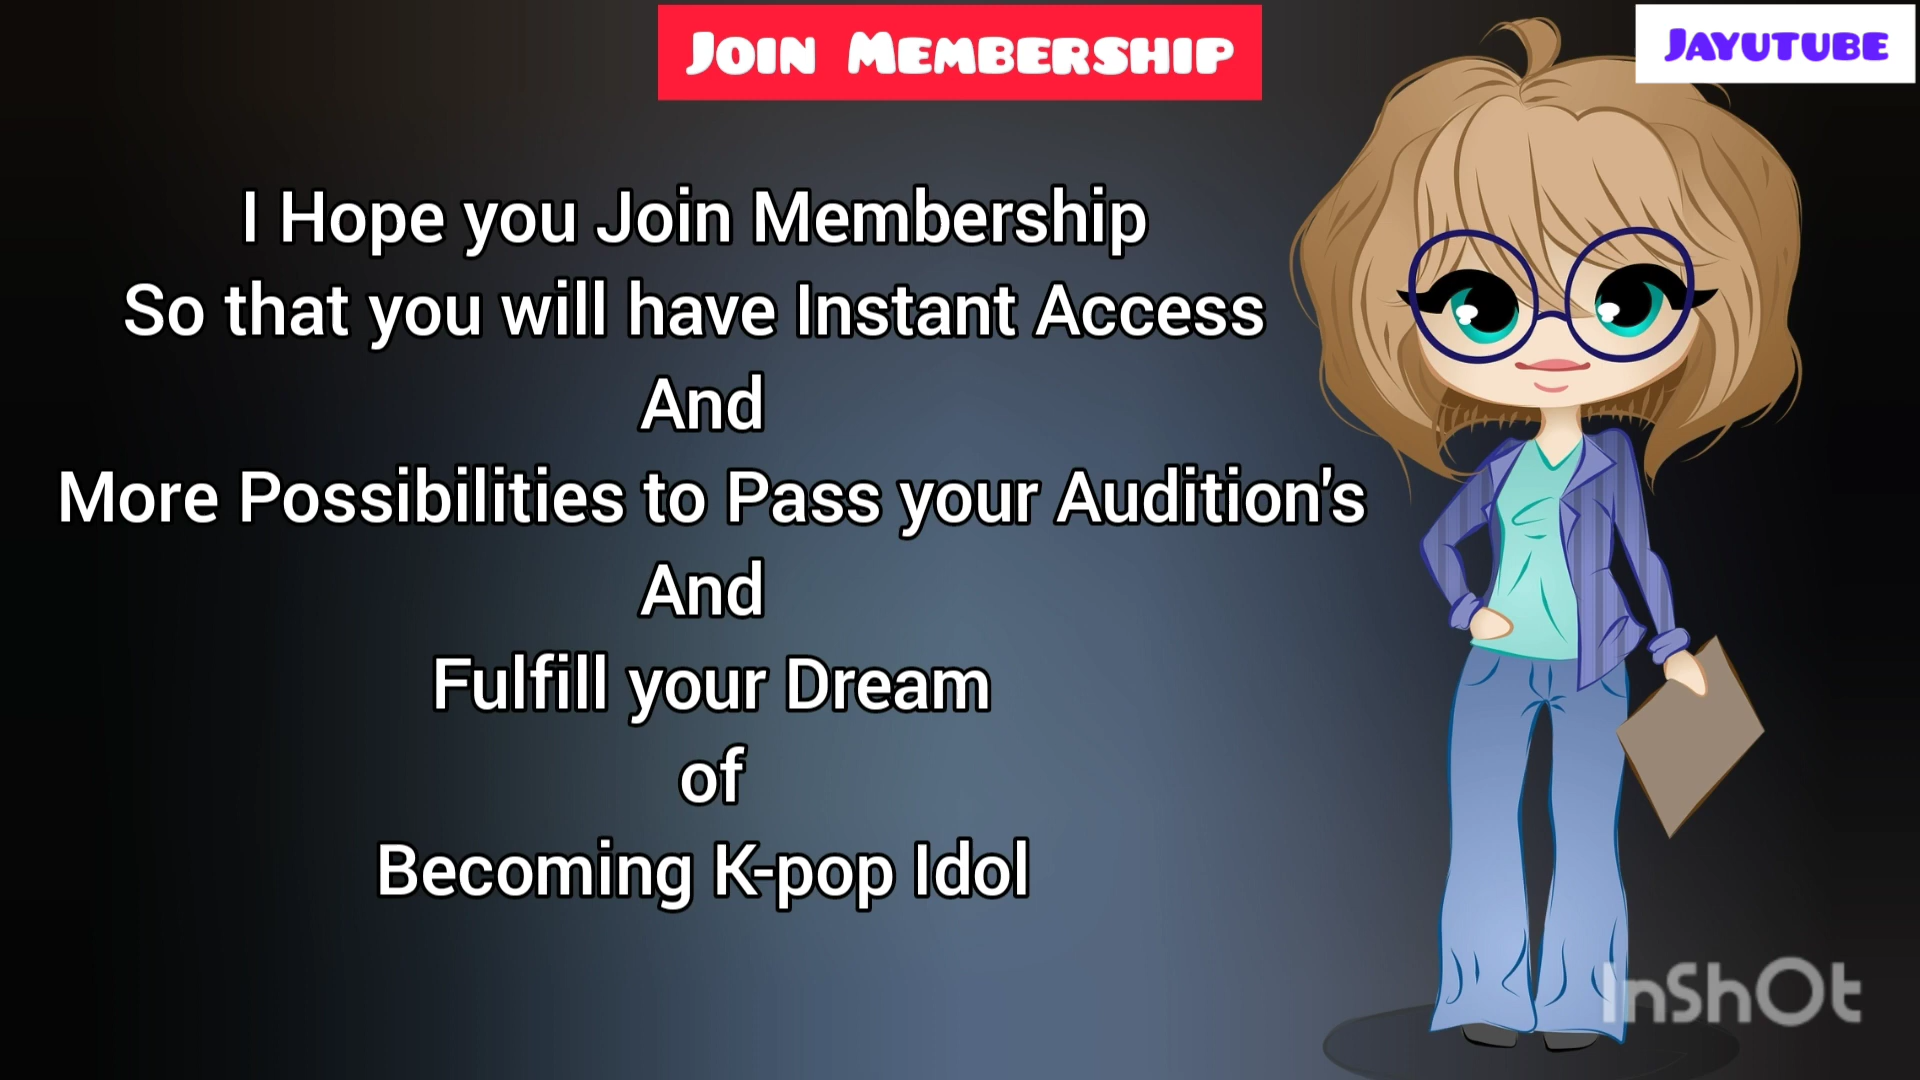 Join Membership
Jayutube
I Hope you Join Membership
So that you will have Instant Access
And
More Possibilities to Pass your Audition's
And
Fulfill your Dream
of
Becoming K-pop Idol
InShOt